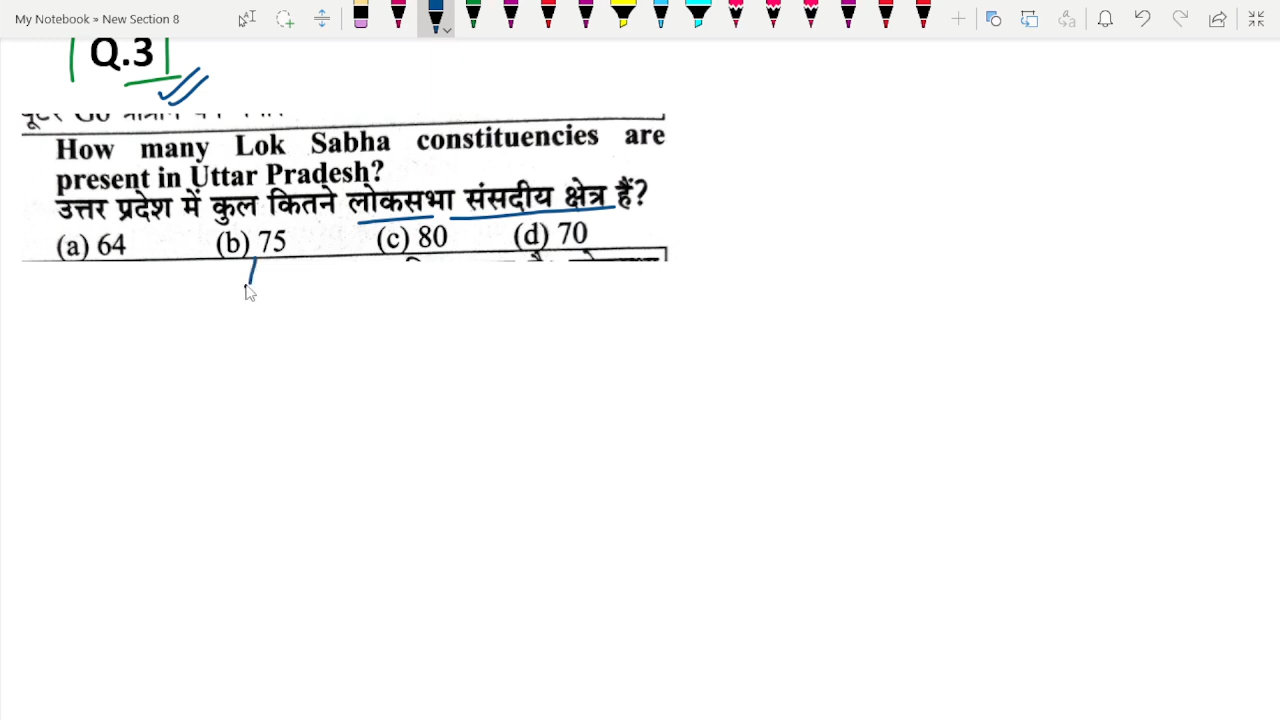 My Notebook » New Section 8
Q.3
How many Lok Sabha constituencies are
present in Uttar Pradesh?
उत्तर प्रदेश में कुल कितने लोकसभा संसदीय क्षेत्र हैं?
(a) 64 (b) 75 (c) 80 (d) 70